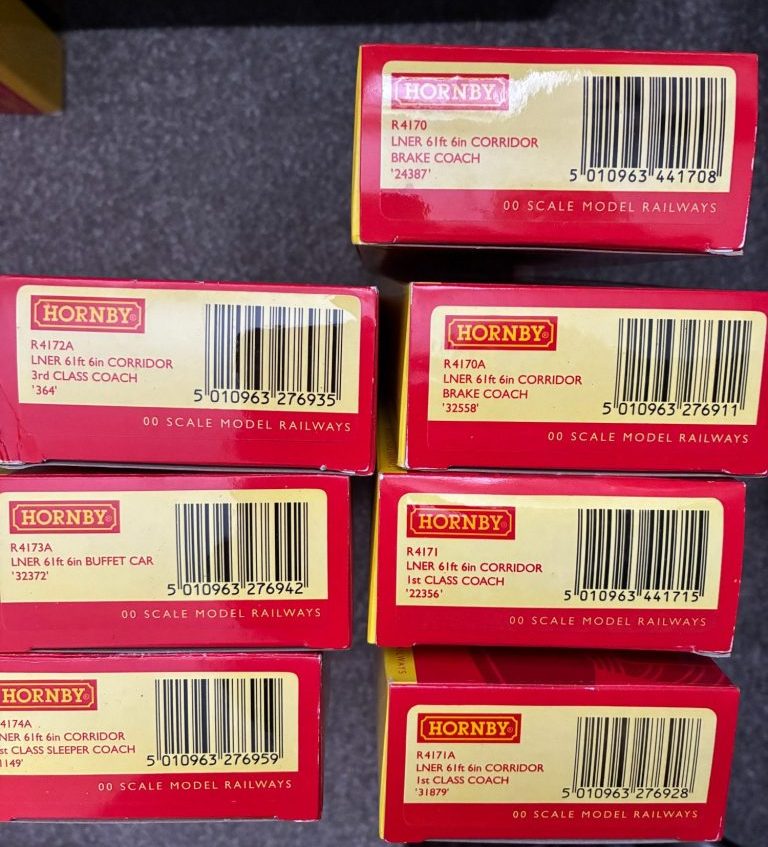 HORNBY®
R4170
LNER 61ft 6in CORRIDOR
BRAKE COACH
'24387'
5 010963 441708
00 SCALE MODEL RAILWAYS
HORNBY®
R4172A
LNER 61ft 6in CORRIDOR
3rd CLASS COACH
'364'
5 010963 276935
00 SCALE MODEL RAILWAYS
HORNBY®
R4170A
LNER 61ft 6in CORRIDOR
BRAKE COACH
'32558'
5 010963 276911
00 SCALE MODEL RAILWAYS
HORNBY®
R4173A
LNER 61ft 6in BUFFET CAR
'32372'
5 010963 276942
00 SCALE MODEL RAILWAYS
HORNBY®
R4171
LNER 61ft 6in CORRIDOR
1st CLASS COACH
'22356'
5 010963 441715
00 SCALE MODEL RAILWAYS
HORNBY®
4174A
NER 61ft 6in CORRIDOR
st CLASS SLEEPER COACH
1149'
5 010963 276959
00 SCALE MODEL RAILWAYS
WAYS
HORNBY®
R4171A
LNER 61ft 6in CORRIDOR
1st CLASS COACH
'31879'
5 010963 276928
00 SCALE MODEL RAILWAYS